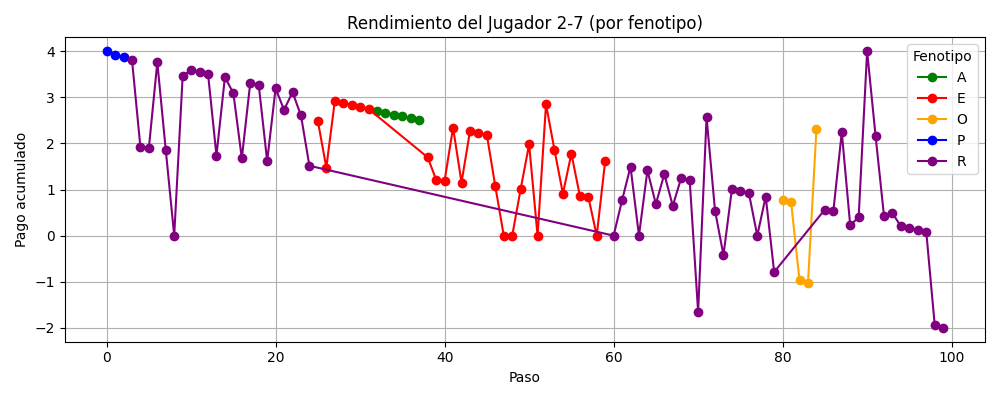 Rendimiento del Jugador 2-7 (por fenotipo)
Pago acumulado
4
3
2
1
0
−1
−2
0 20 40 60 80 100
Paso
Fenotipo
A
E
O
P
R